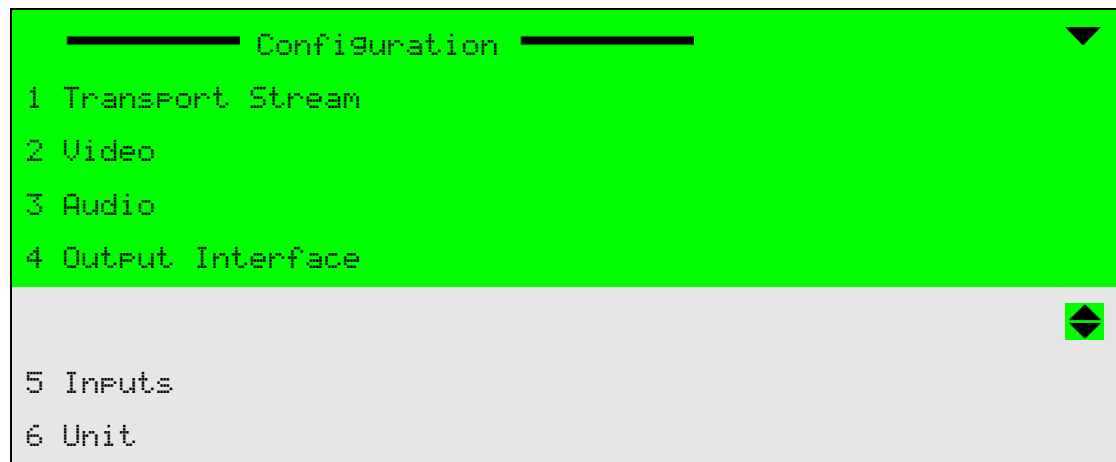 Configuration
1 Transport Stream
2 Video
3 Audio
4 Output Interface
5 Inputs
6 Unit